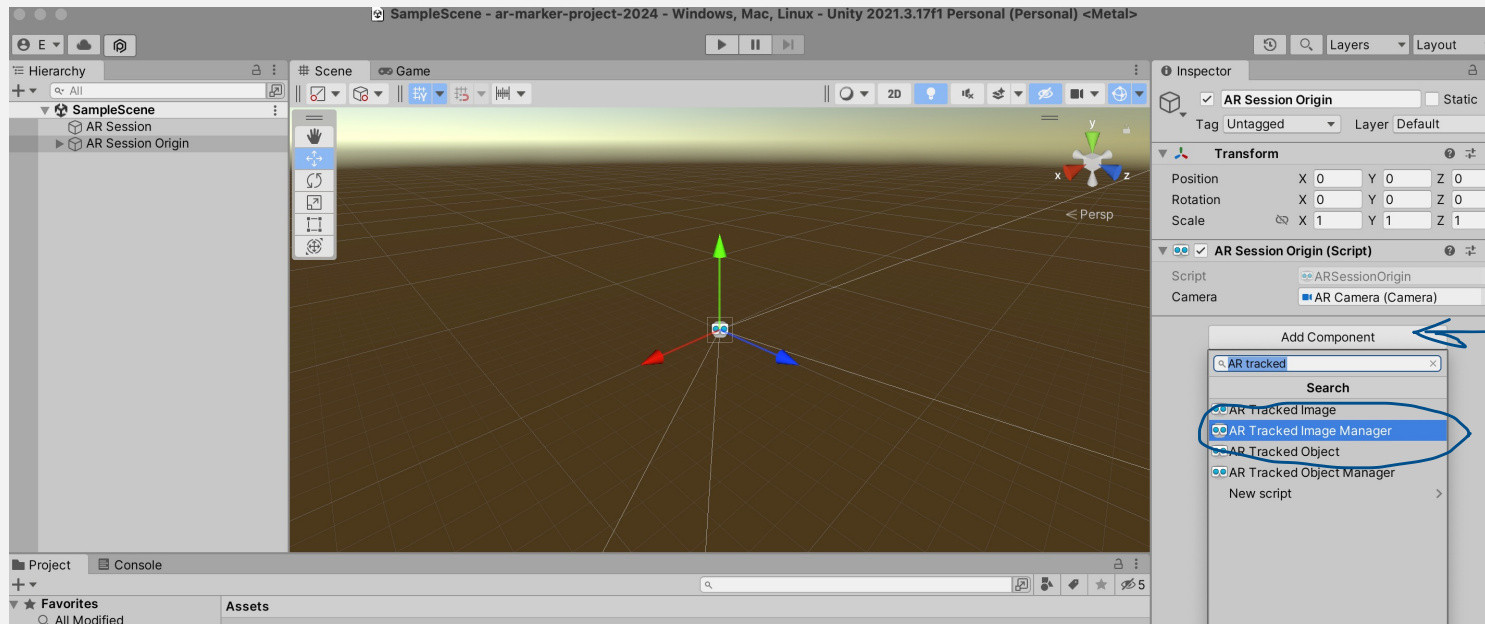 SampleScene - ar-marker-project-2024 - Windows, Mac, Linux - Unity 2021.3.17f1 Personal (Personal) <Metal>
E
Layers
Layout
Hierarchy
All
SampleScene
AR Session
AR Session Origin
Scene
Game
2D
y
x
z
Persp
Inspector
AR Session Origin
Static
Tag Untagged
Layer Default
Transform
Position X 0 Y 0 Z 0
Rotation X 0 Y 0 Z 0
Scale X 1 Y 1 Z 1
AR Session Origin (Script)
Script ARSessionOrigin
Camera AR Camera (Camera)
Add Component
AR tracked
Search
AR Tracked Image
AR Tracked Image Manager
AR Tracked Object
AR Tracked Object Manager
New script
Project
Console
5
Favorites
All Modified
Assets